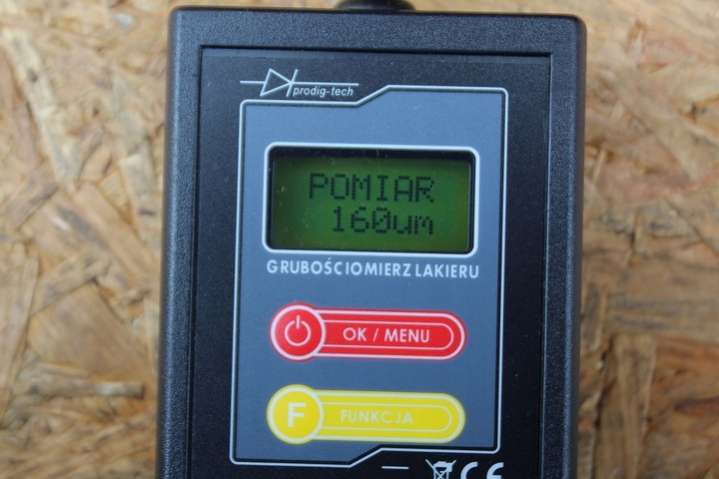 prodig-tech
POMIAR
160um
GRUBOŚCIOMIERZ LAKIERU
OK / MENU
F FUNKCJA
CE